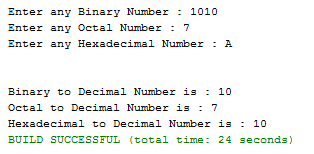 Enter any Binary Number : 1010
Enter any Octal Number : 7
Enter any Hexadecimal Number : A
Binary to Decimal Number is : 10
Octal to Decimal Number is : 7
Hexadecimal to Decimal Number is : 10
BUILD SUCCESSFUL (total time: 24 seconds)